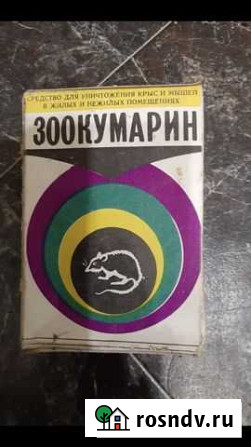 СРЕДСТВО ДЛЯ УНИЧТОЖЕНИЯ КРЫС И МЫШЕЙ
В ЖИЛЫХ И НЕЖИЛЫХ ПОМЕЩЕНИЯХ
ЗООКУМАРИН
rosndv.ru